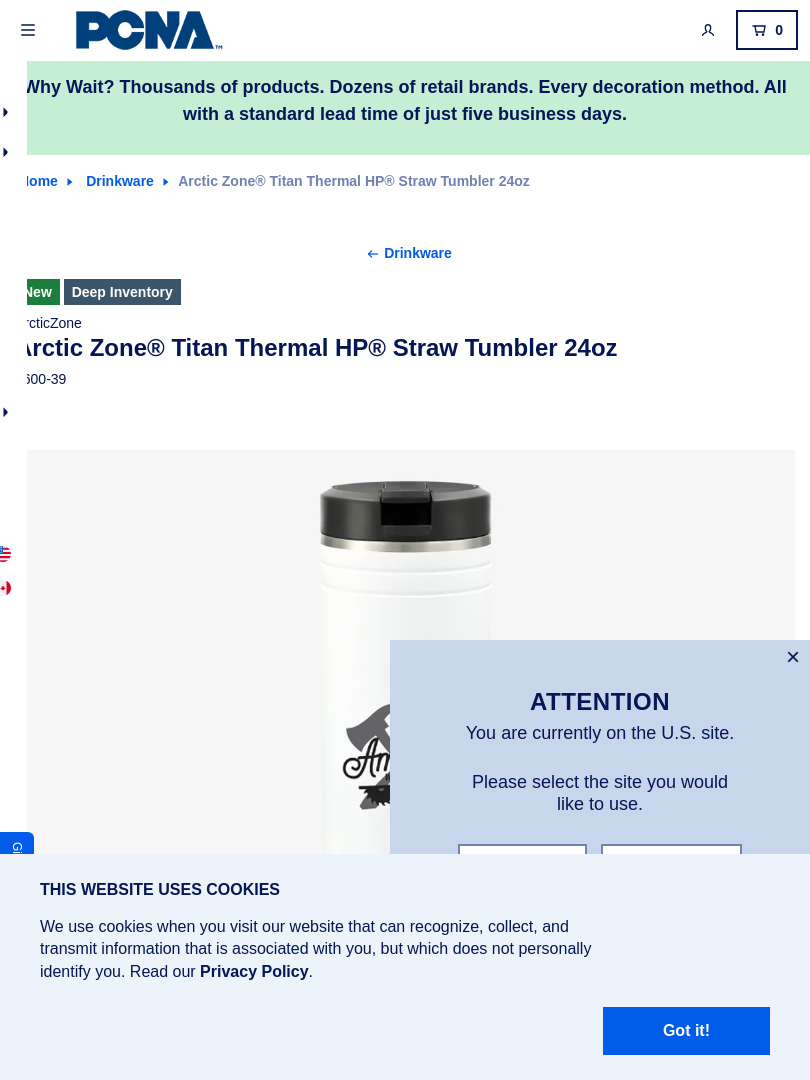 PCNA
0
Why Wait? Thousands of products. Dozens of retail brands. Every decoration method. All
with a standard lead time of just five business days.
Home
Drinkware
Arctic Zone® Titan Thermal HP® Straw Tumbler 24oz
Drinkware
New
Deep Inventory
ArcticZone
Arctic Zone® Titan Thermal HP® Straw Tumbler 24oz
600-39
ATTENTION
You are currently on the U.S. site.
Please select the site you would
like to use.
THIS WEBSITE USES COOKIES
We use cookies when you visit our website that can recognize, collect, and
transmit information that is associated with you, but which does not personally
identify you. Read our Privacy Policy.
Got it!